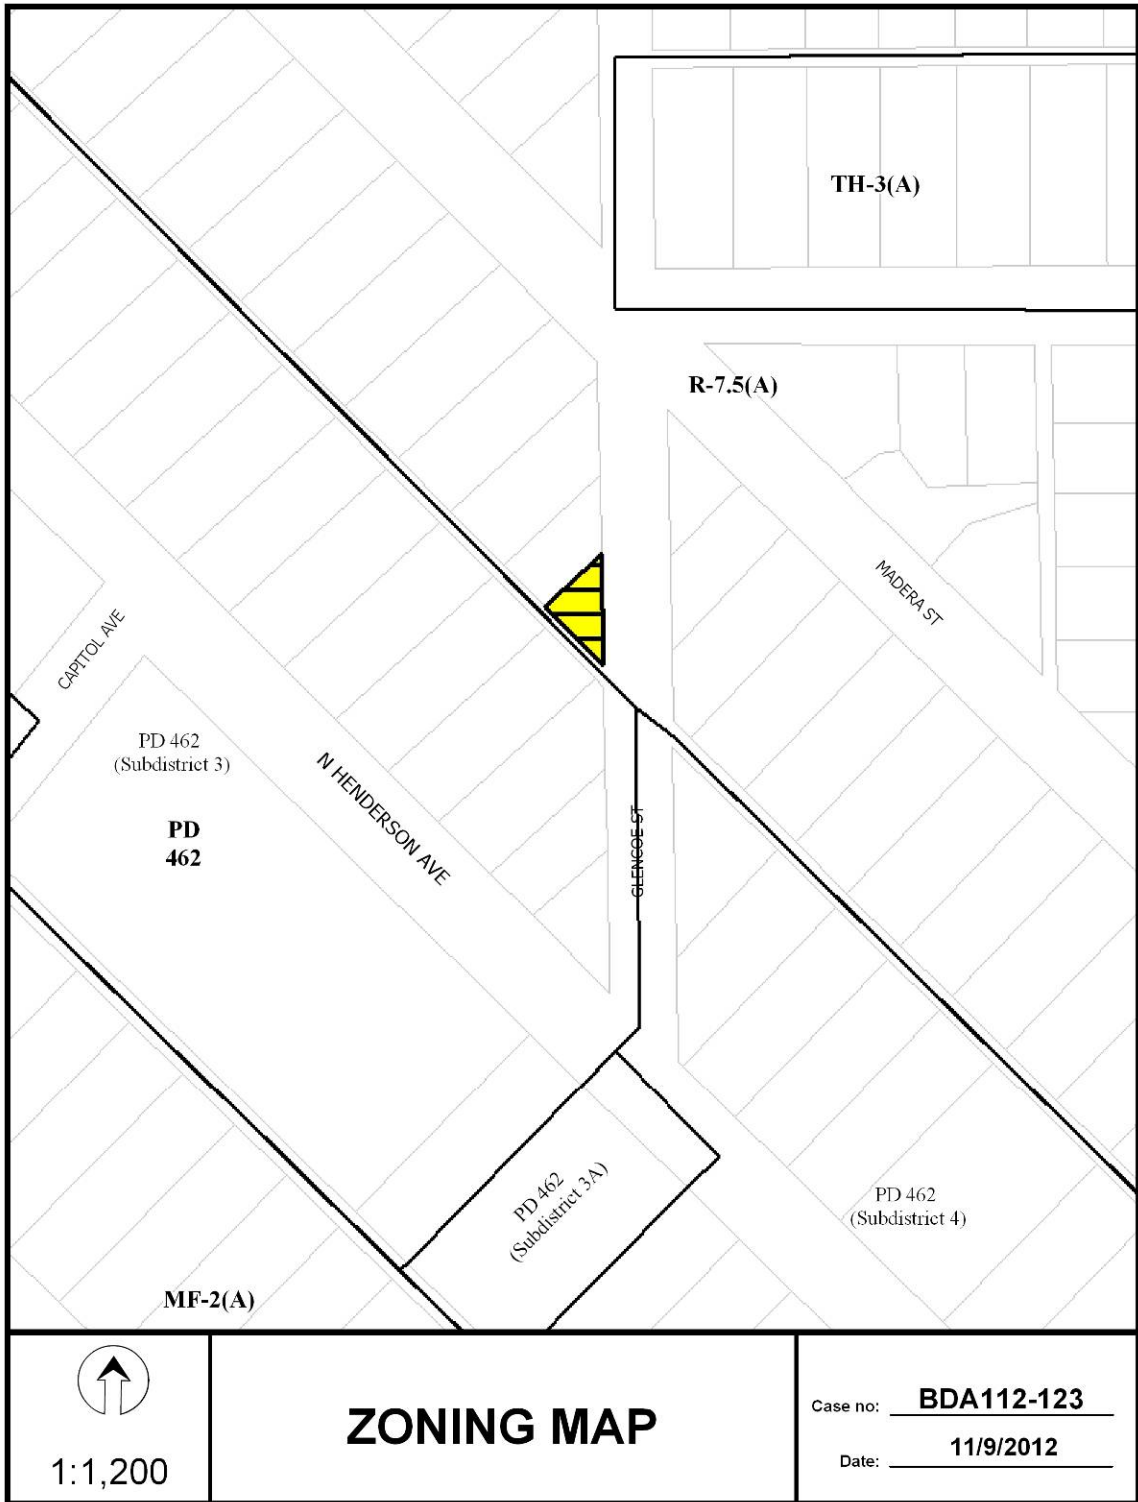 TH-3(A)
R-7.5(A)
MADERA ST
CAPITOL AVE
PD 462
(Subdistrict 3)
PD
462
N HENDERSON AVE
GLENCOE ST
PD 462
(Subdistrict 3A)
PD 462
(Subdistrict 4)
MF-2(A)
1:1,200
ZONING MAP
Case no: BDA112-123
Date: 11/9/2012